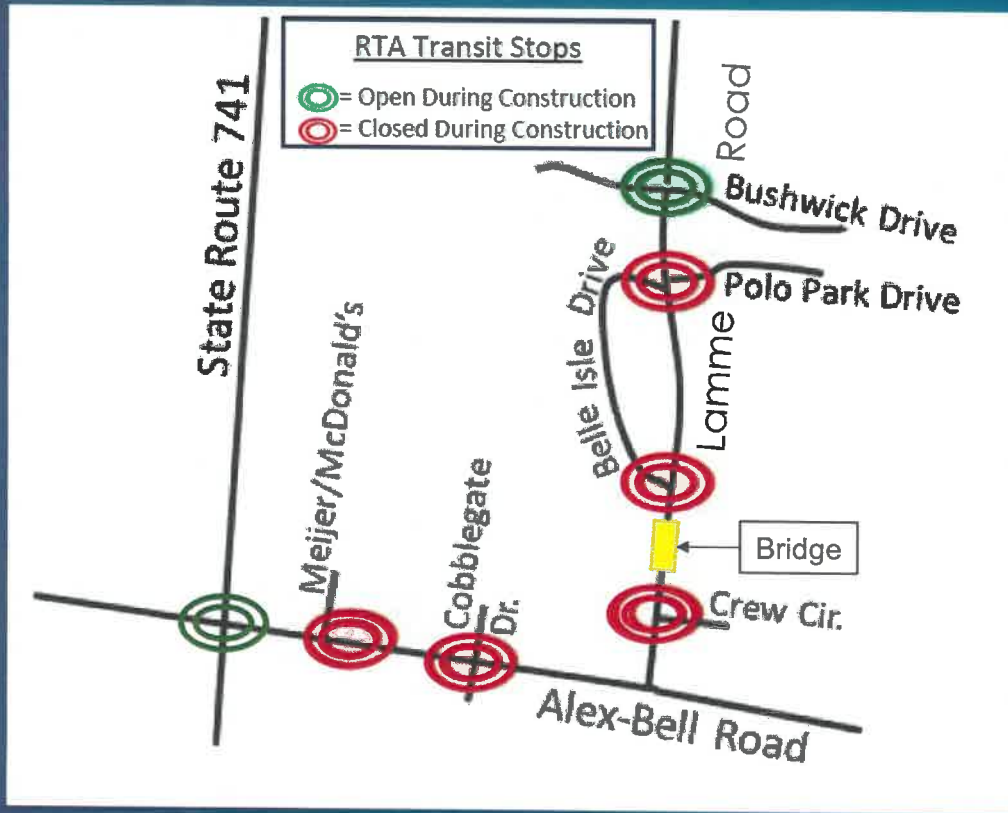 RTA Transit Stops
= Open During Construction
= Closed During Construction
State Route 741
Road
Bushwick Drive
Polo Park Drive
Belle Isle Drive
Lamme
Meijer/McDonald's
Cobblegate
Dr.
Bridge
Crew Cir.
Alex-Bell Road